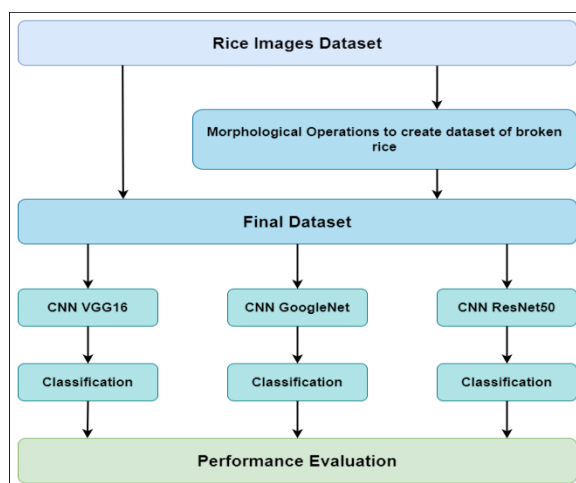 Rice Images Dataset
Morphological Operations to create dataset of broken
rice
Final Dataset
CNN VGG16
CNN GoogleNet
CNN ResNet50
Classification
Classification
Classification
Performance Evaluation